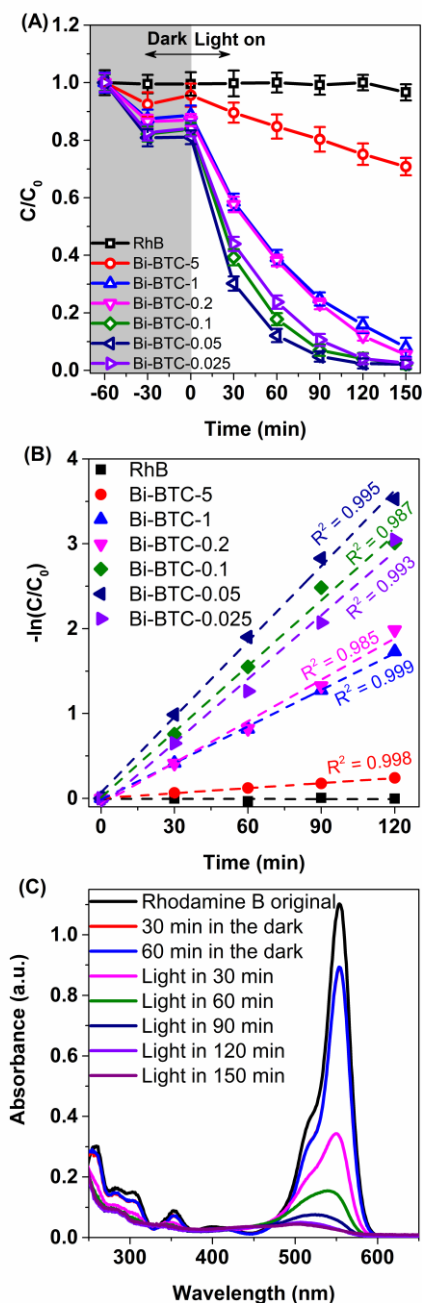 (A)
1.2
1.0
0.8
0.6
0.4
0.2
0.0
C/C0
Dark Light on
RhB
Bi-BTC-5
Bi-BTC-1
Bi-BTC-0.2
Bi-BTC-0.1
Bi-BTC-0.05
Bi-BTC-0.025
-60 -30 0 30 60 90 120 150
Time (min)
(B)
4
3
2
1
0
-ln(C/C0)
RhB
Bi-BTC-5
Bi-BTC-1
Bi-BTC-0.2
Bi-BTC-0.1
Bi-BTC-0.05
Bi-BTC-0.025
R² = 0.995
R² = 0.987
R² = 0.993
R² = 0.985
R² = 0.999
R² = 0.998
0 30 60 90 120
Time (min)
(C)
1.0
0.8
0.6
0.4
0.2
0.0
Absorbance (a.u.)
Rhodamine B original
30 min in the dark
60 min in the dark
Light in 30 min
Light in 60 min
Light in 90 min
Light in 120 min
Light in 150 min
300 400 500 600
Wavelength (nm)